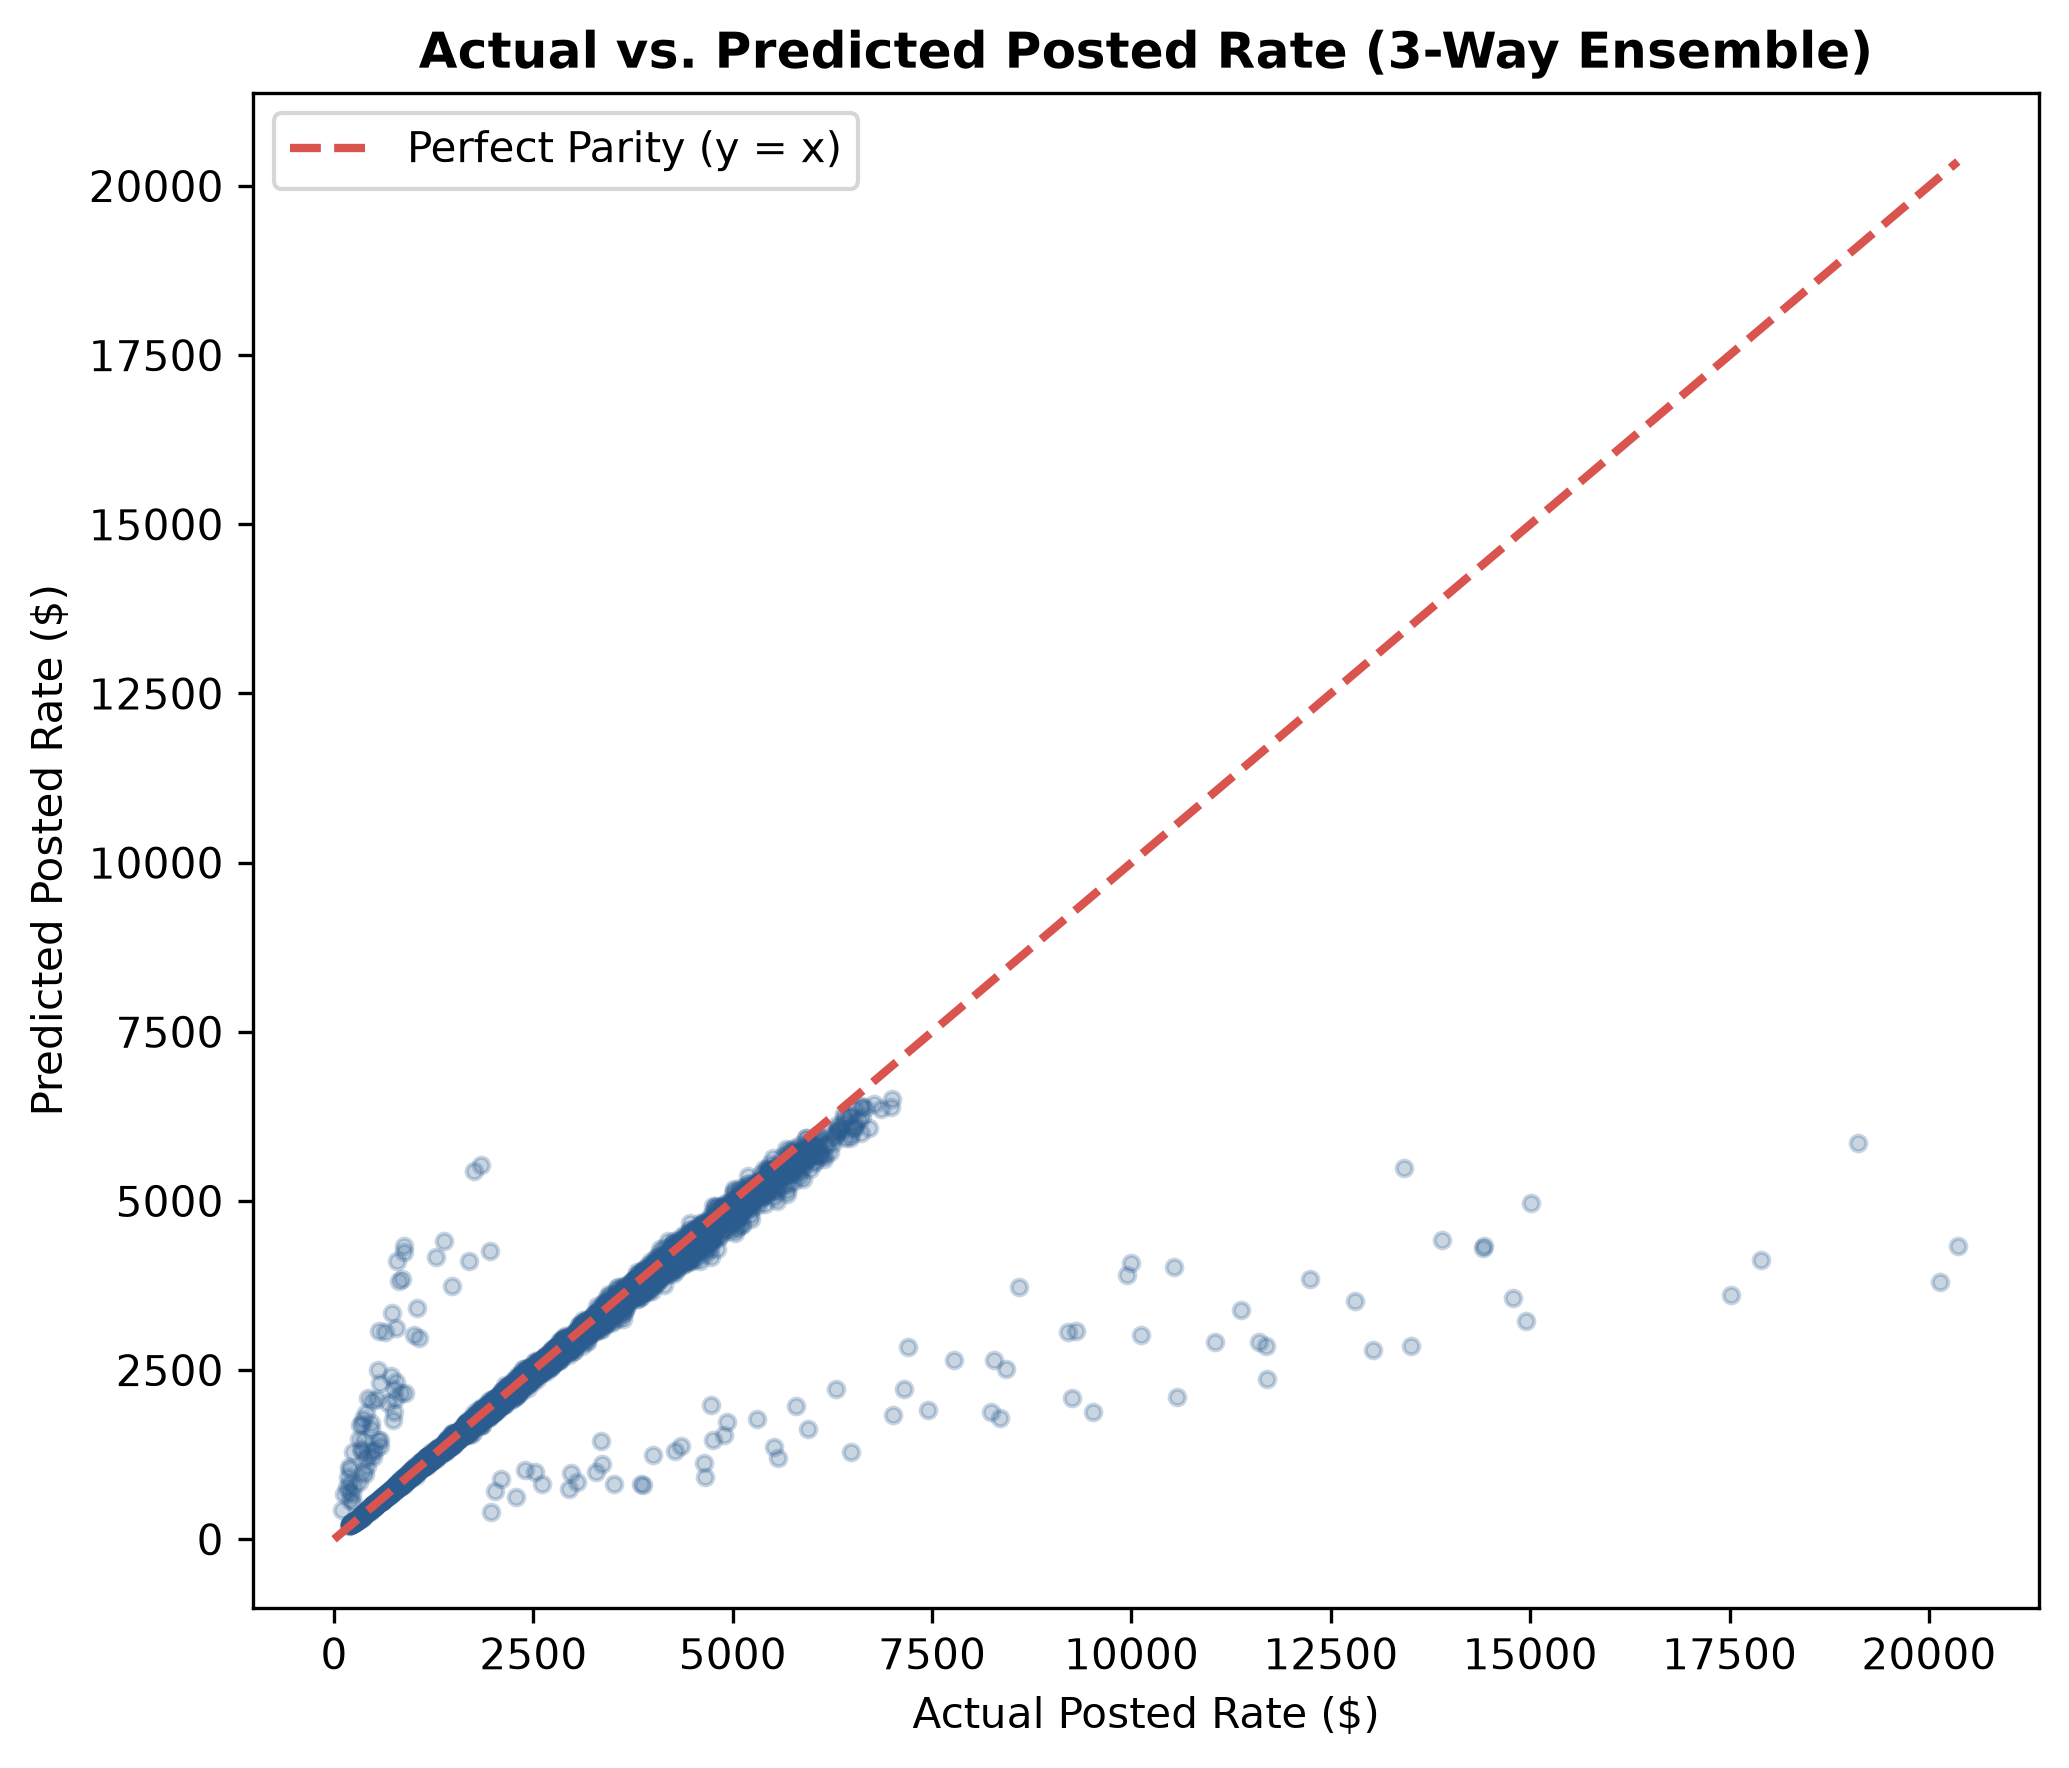 Actual vs. Predicted Posted Rate (3-Way Ensemble)
Perfect Parity (y = x)
Predicted Posted Rate ($)
20000
17500
15000
12500
10000
7500
5000
2500
0
0 2500 5000 7500 10000 12500 15000 17500 20000
Actual Posted Rate ($)